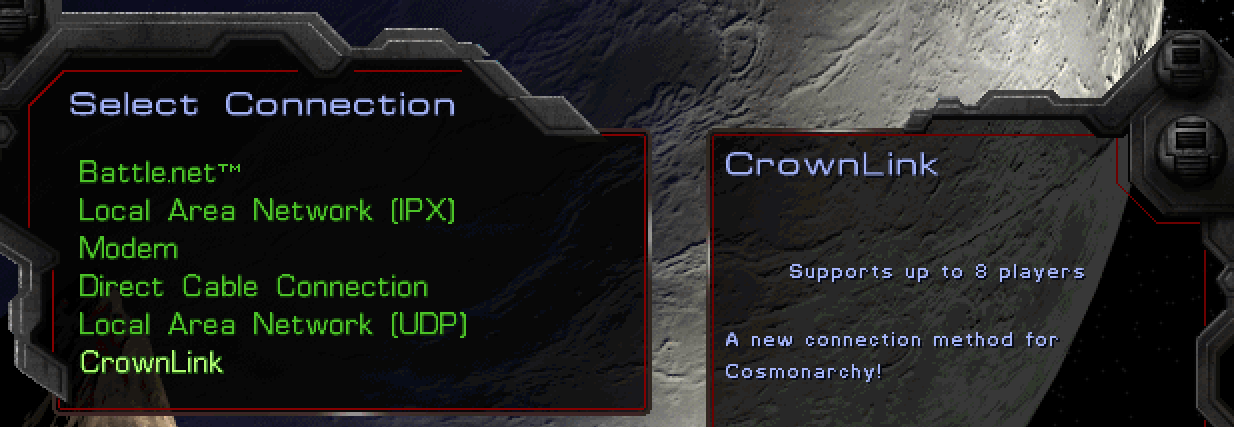 Select Connection
Battle.net™
Local Area Network (IPX)
Modem
Direct Cable Connection
Local Area Network (UDP)
CrownLink
CrownLink
Supports up to 8 players
A new connection method for
Cosmonarchy!